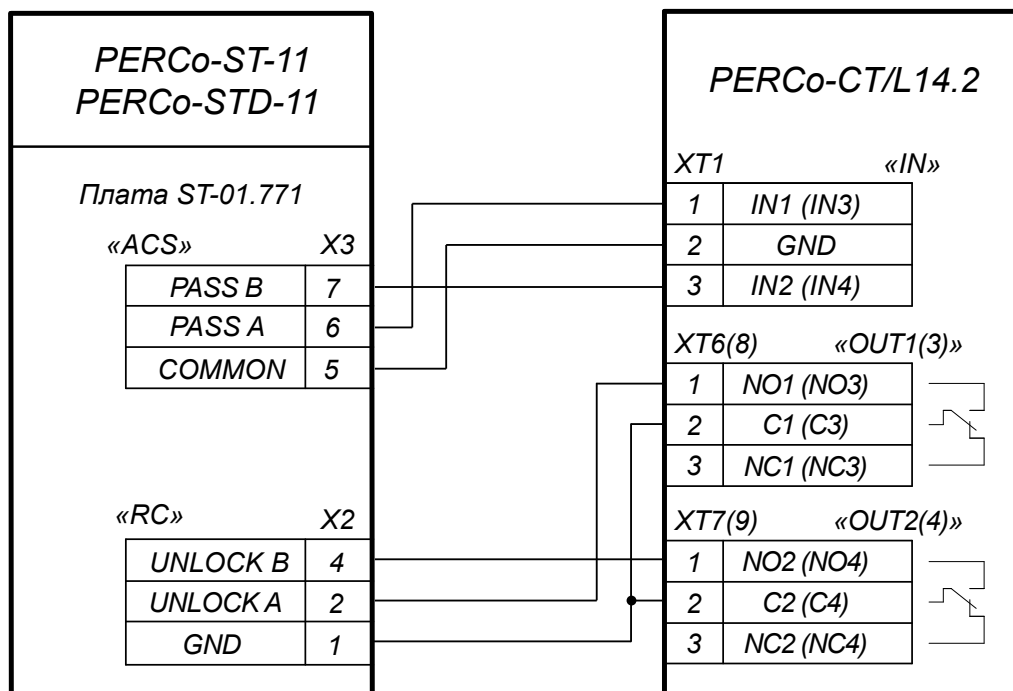 PERCo-ST-11
PERCo-STD-11
Плата ST-01.771
«ACS» X3
PASS B 7
PASS A 6
COMMON 5
«RC» X2
UNLOCK B 4
UNLOCK A 2
GND 1
PERCo-CT/L14.2
XT1 «IN»
1 IN1 (IN3)
2 GND
3 IN2 (IN4)
XT6(8) «OUT1(3)»
1 NO1 (NO3)
2 C1 (C3)
3 NC1 (NC3)
XT7(9) «OUT2(4)»
1 NO2 (NO4)
2 C2 (C4)
3 NC2 (NC4)